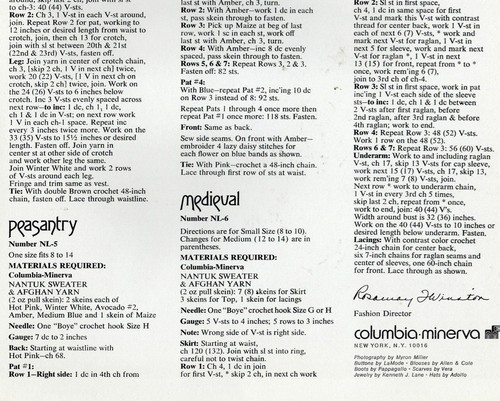 to ch-3: 40 (44) V-sts.
Row 2: Ch 3, 1 V-st in each V-st around,
join. Repeat Row 2 for pat, working to
12 inches or desired length from waist to
crotch, join, then ch 13 for crotch,
join with sl st between 20th & 21st
(22nd & 23rd) V-sts, fasten off.
Leg: Join yarn in center of crotch chain,
ch 3, [skip 2 ch, 1 V in next ch] twice,
work 20 (22) V-sts, [1 V in next ch on
crotch, skip 2 ch] twice, join. Work on
the 24 (26) V-sts to 6 inches below
crotch. Inc 3 V-sts evenly spaced across
next row–to inc: 1 dc, ch 1, 1 dc,
ch 1 & 1 dc in V-st; on next row work
1 V in each ch-1 space. Repeat inc
every 3 inches twice more. Work on the
33 (35) V-sts to 15½ inches or desired
length. Fasten off. Join yarn in
center st at other side of crotch
and work other leg the same.
Join Winter White and work 2 rows
of V-sts around each leg.
Fringe and trim same as vest.
Tie: With double Brown crochet 48-inch
chain, fasten off. Lace through waistline.
peasantry
Number NL-5
One size fits 8 to 14
MATERIALS REQUIRED:
Columbia-Minerva
NANTUK SWEATER
& AFGHAN YARN
(2 oz pull skein): 2 skeins each of
Hot Pink, Winter White, Avocado #2,
Amber, Medium Blue and 1 skein of Maize
Needle: One "Boye" crochet hook Size H
Gauge: 7 dc to 2 inches
Back: Starting at waistline with
Hot Pink–ch 68.
Pat #1:
Row 1–Right side: 1 dc in 4th ch from
last st with Amber, ch 3, turn.
Row 2: With Amber–work 1 dc in each
st, pass skein through to fasten.
Row 3: Pick up Maize at beg of last
row, work 1 sc in each st, work off
last st with Amber, ch 3, turn.
Row 4: With Amber–inc 8 dc evenly
spaced, pass skein through to fasten.
Rows 5, 6 & 7: Repeat Rows 3, 2 & 3.
Fasten off: 82 sts.
Pat #4:
With Blue–repeat Pat #2, inc'ing 10 dc
on Row 3 instead of 8: 92 sts.
Repeat Pats 1 through 4 once more then
repeat Pat #1 once more: 118 sts. Fasten.
Front: Same as back.
Sew side seams. On front with Amber–
embroider 4 lazy daisy stitches for
each flower on blue bands as shown.
Tie: With Pink–crochet a 48-inch chain.
Lace through first row of sts at waist.
medieval
Number NL-6
Directions are for Small Size (8 to 10).
Changes for Medium (12 to 14) are in
parentheses.
MATERIALS REQUIRED:
Columbia-Minerva
NANTUK SWEATER
& AFGHAN YARN
(2 oz pull skein): 7 (8) skeins for Skirt
3 skeins for Top, 1 skein for lacings
Needle: One "Boye" crochet hook Size G or H
Gauge: 5 V-sts to 4 inches; 5 rows to 3 inches
Note: Wrong side of V-st is right side.
Skirt: Starting at waist,
ch 120 (132). Join with sl st to ring,
careful not to twist chain.
Row 1: Ch 4, 1 dc in join
for first V-st, * skip 2 ch, in next ch work
Row 2: Sl st in first space,
ch 4, 1 dc in same space for first
V-st and mark this V-st with contrast
thread for center back, work 1 V-st in
each of next 6 (7) V-sts, * work and
mark next V-st for raglan, 1 V-st in
next 5 for sleeve, work and mark next
V-st for raglan *, 1 V-st in next
13 (15) for front, repeat from * to *
once, work rem'ing 6 (7),
join to 3rd ch of ch-4.
Row 3: Sl st in first space, work in pat
inc'ing 1 V-st each side of the sleeve
sts–to inc: 1 dc, ch 1 & 1 dc between
2 V-sts after first raglan, before
2nd raglan, after 3rd raglan & before
4th raglan; work to end.
Row 4: Repeat Row 3: 48 (52) V-sts.
Work 1 row on the 48 (52).
Rows 6 & 7: Repeat Row 3: 56 (60) V-sts.
Underarm: Work to and including raglan
V-st, ch 17, skip 13 V-sts for cap sleeve,
work next 15 (17) V-sts, ch 17, skip 13,
work rem'ing 7 (8) V-sts, join.
Next row * work to underarm chain,
1 V-st in every 3rd ch 5 times,
skip last 2 ch, repeat from * once,
work to end, join: 40 (44) V's.
Width around bust is 32 (36) inches.
Work on the 40 (44) V-sts to 10 inches or
desired length below underarm. Fasten.
Lacings: With contrast color crochet
24-inch chain for center back,
six 7-inch chains for raglan seams and
center of sleeves, one 60-inch chain
for front. Lace through as shown.
Rosemary T Winston
Fashion Director
columbia·minerva
NEW YORK, N.Y. 10016
Photography by Myron Miller
Buttons by LaMode • Blouses by Allen & Cole
Boots by Pappagallo • Scarves by Vera
Jewelry by Kenneth J. Lane • Hats by Adolfo